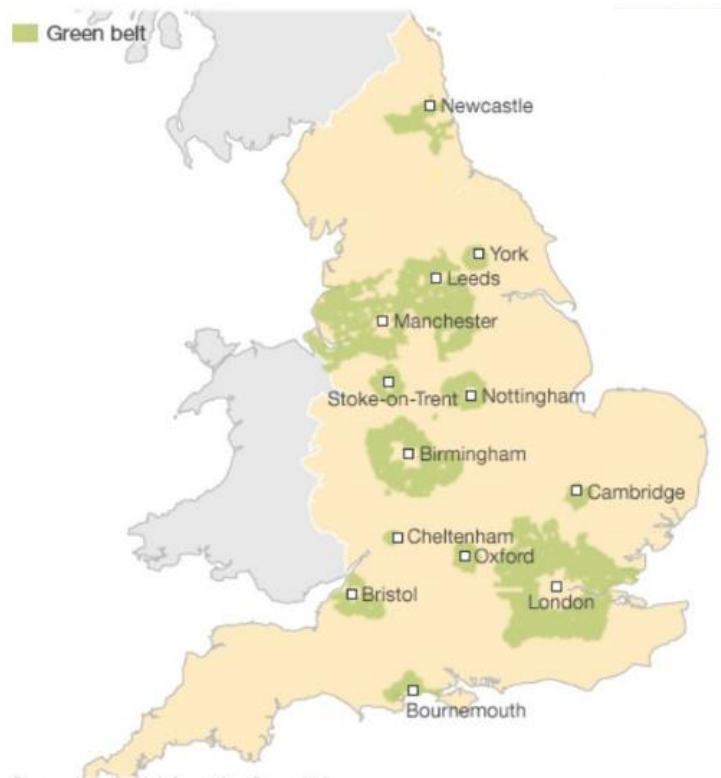 Green belt
Newcastle
York
Leeds
Manchester
Stoke-on-Trent
Nottingham
Birmingham
Cambridge
Cheltenham
Oxford
London
Bristol
Bournemouth